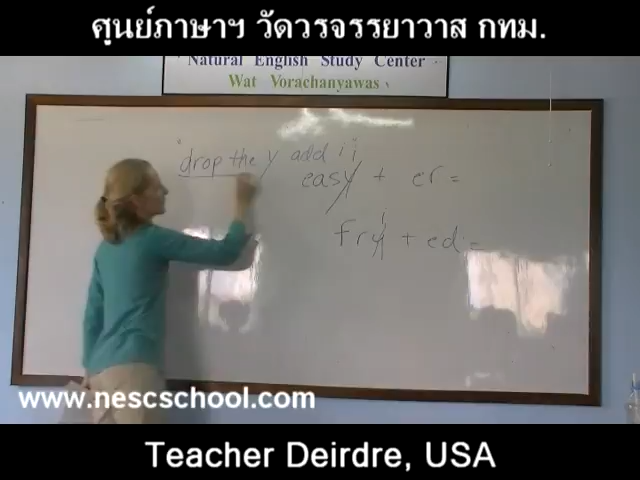 ศูนย์ภาษาฯ วัดวรจรรยาวาส กทม.
Natural English Study Center
Wat Vorachanyawas
drop the y add i
i
easy + er =
i
fry + ed =
www.nescschool.com
Teacher Deirdre, USA